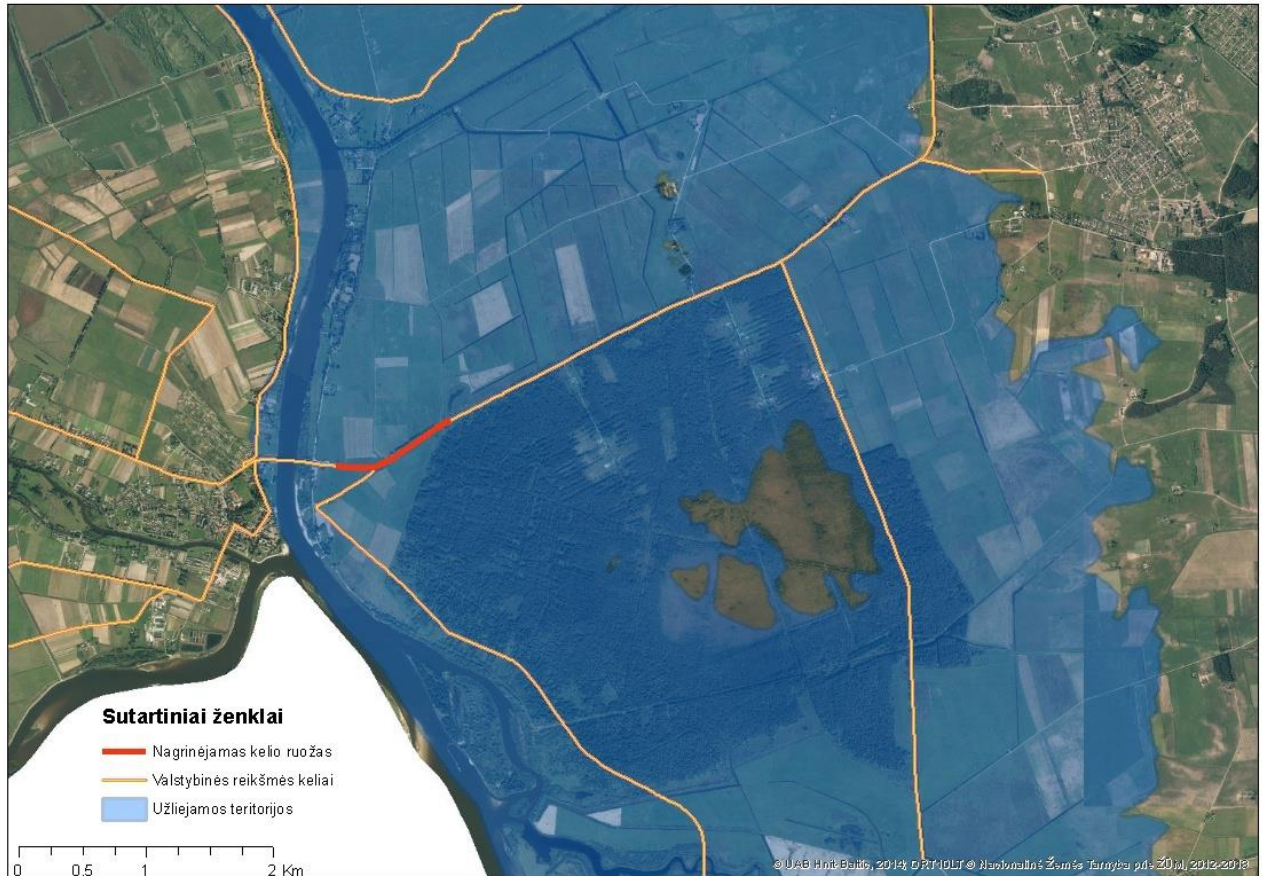 Sutartiniai ženklai
Nagrinėjamas kelio ruožas
Valstybinės reikšmės keliai
Užliejamos teritorijos
0 0.5 1 2 Km
© UAB Hnit-Baltic, 2014; DRT10LT © Nacionalinė Žemės Tarnyba prie ŽŪM, 2012-2013